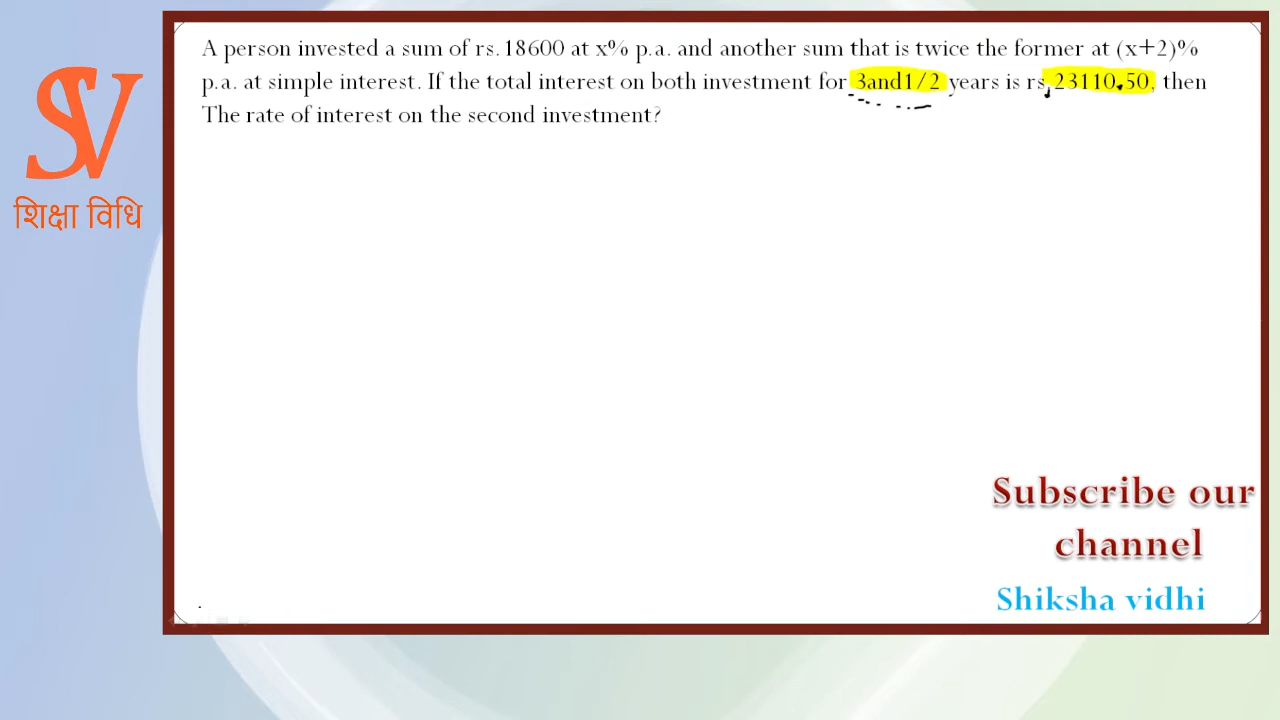 A person invested a sum of rs.18600 at x% p.a. and another sum that is twice the former at (x+2)%
p.a. at simple interest. If the total interest on both investment for 3and1/2 years is rs.23110.50, then
The rate of interest on the second investment?
SV
शिक्षा विधि
Subscribe our
channel
Shiksha vidhi